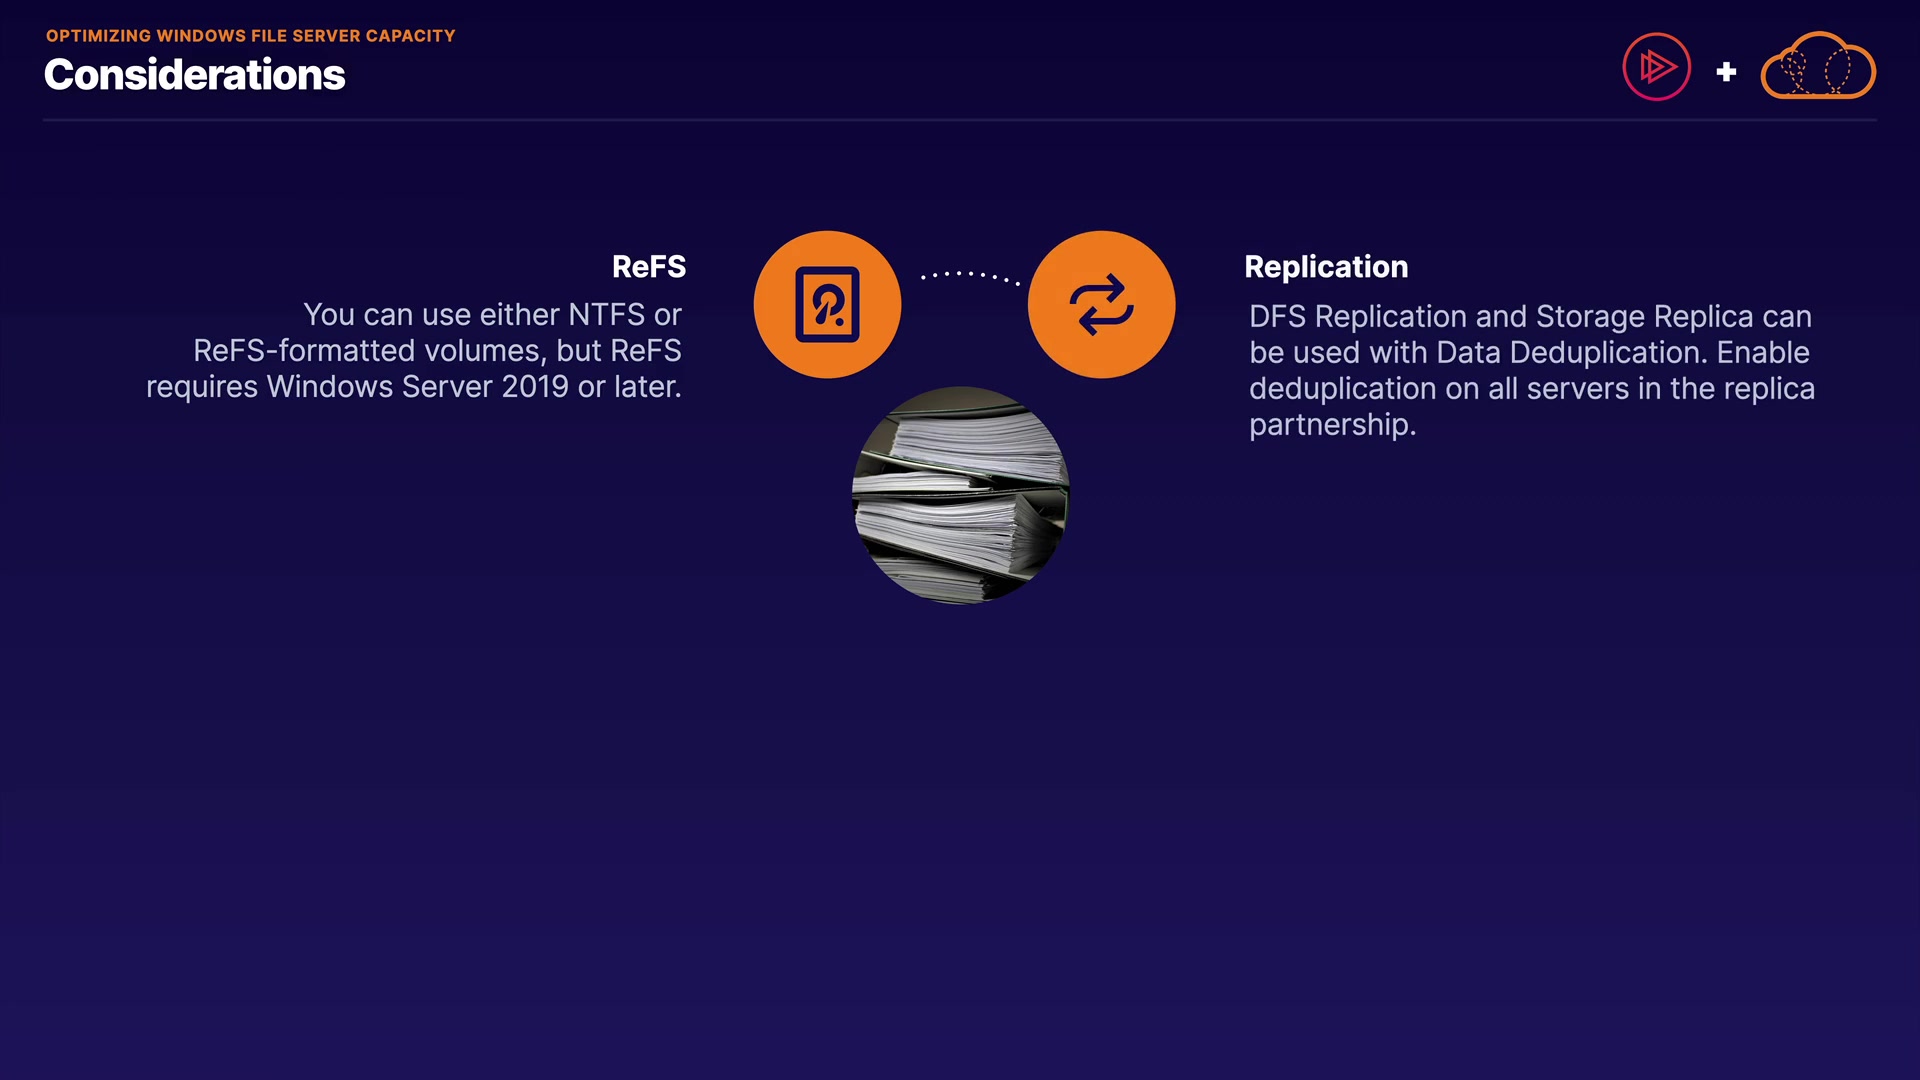 OPTIMIZING WINDOWS FILE SERVER CAPACITY
Considerations
ReFS
You can use either NTFS or
ReFS-formatted volumes, but ReFS
requires Windows Server 2019 or later.
Replication
DFS Replication and Storage Replica can
be used with Data Deduplication. Enable
deduplication on all servers in the replica
partnership.